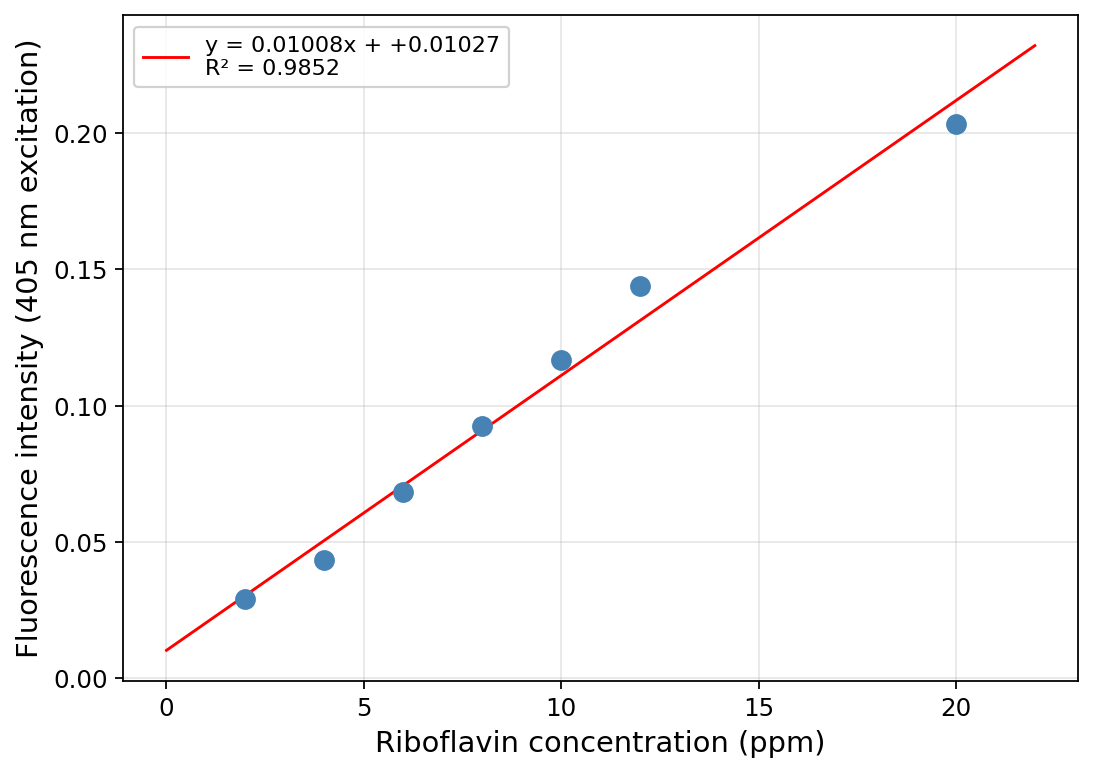 y = 0.01008x + +0.01027
R² = 0.9852
Fluorescence intensity (405 nm excitation)
0.20
0.15
0.10
0.05
0.00
0 5 10 15 20
Riboflavin concentration (ppm)